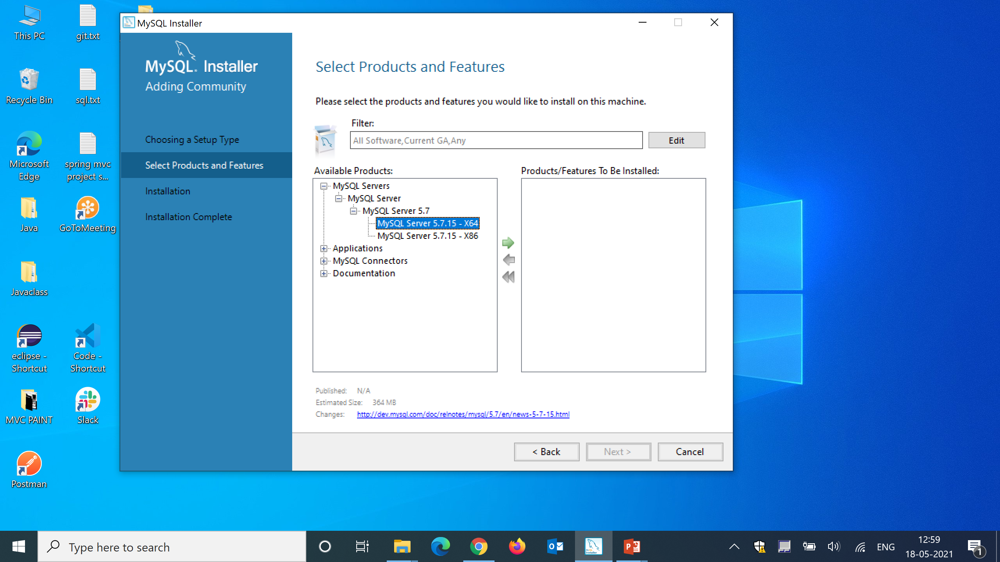 This PC
git.txt
Recycle Bin
sql.txt
Microsoft
Edge
spring mvc
project s...
Java
GoToMeeting
Javaclass
eclipse -
Shortcut
Code -
Shortcut
MVC PAINT
Slack
Postman
MySQL Installer
MySQL. Installer
Adding Community
Choosing a Setup Type
Select Products and Features
Installation
Installation Complete
Select Products and Features
Please select the products and features you would like to install on this machine.
Filter:
All Software,Current GA,Any
Edit
Available Products:
MySQL Servers
MySQL Server
MySQL Server 5.7
MySQL Server 5.7.15 - X64
MySQL Server 5.7.15 - X86
Applications
MySQL Connectors
Documentation
Products/Features To Be Installed:
Published: N/A
Estimated Size: 364 MB
Changes: http://dev.mysql.com/doc/relnotes/mysql/5.7/en/news-5-7-15.html
< Back
Next >
Cancel
Type here to search
ENG
12:59
18-05-2021
1